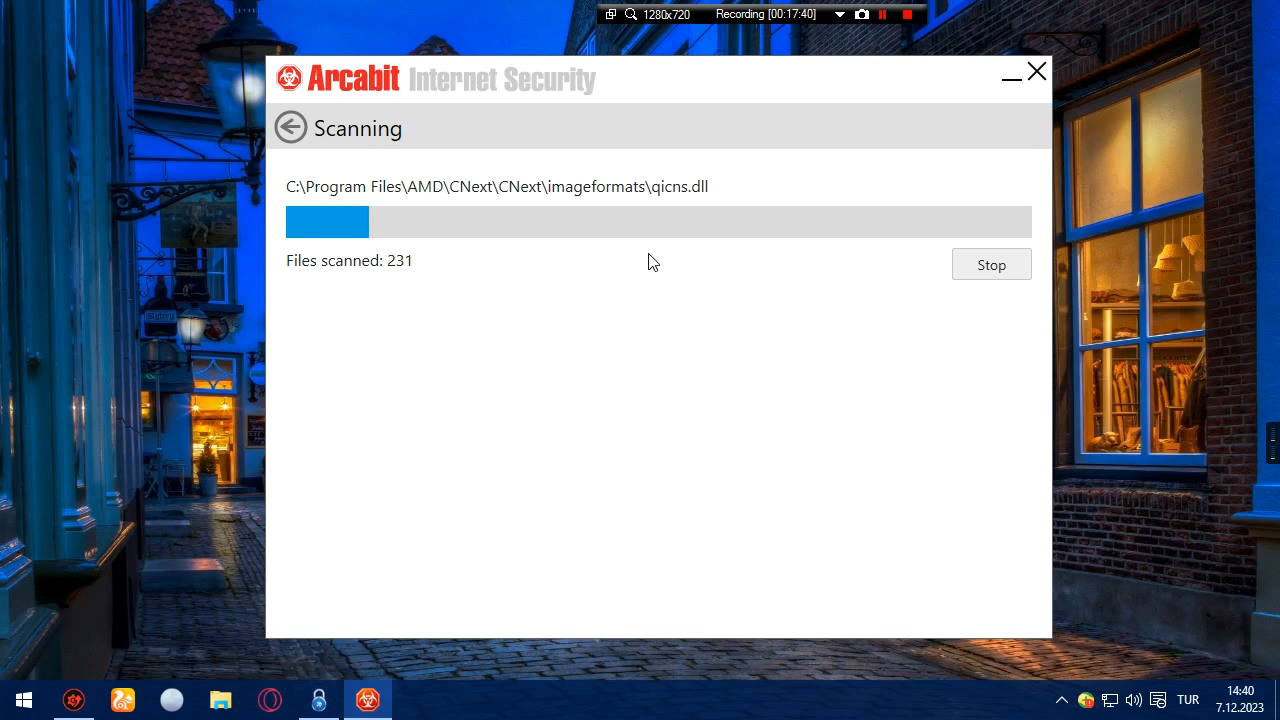 1280x720 Recording [00:17:40]
Arcabit Internet Security
Scanning
C:\Program Files\AMD\CNext\CNext\imageformats\qicns.dll
Files scanned: 231
Stop
TUR
14:40
7.12.2023